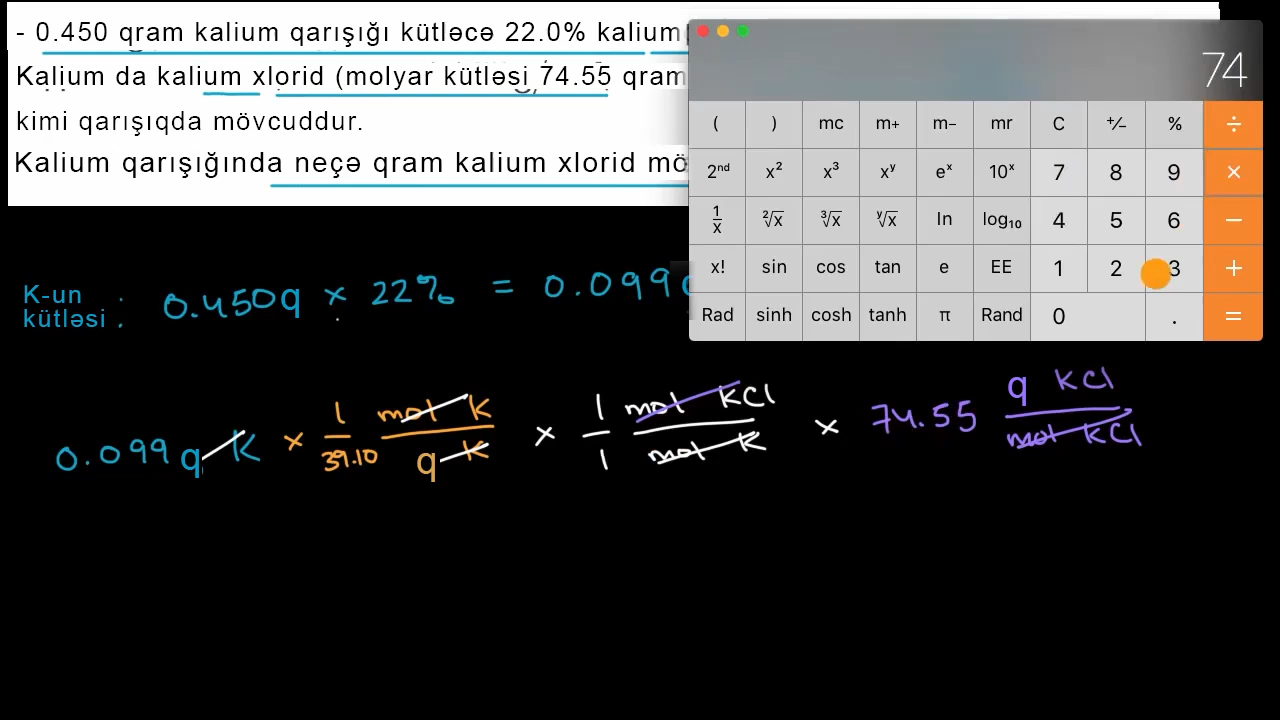 - 0.450 qram kalium qarışığı kütləcə 22.0% kalium
Kalium da kalium xlorid (molyar kütləsi 74.55 qram
kimi qarışıqda mövcuddur.
Kalium qarışığında neçə qram kalium xlorid mö
74
( ) mc m+ m- mr C +/- % ÷
2nd x² x³ xʸ eˣ 10ˣ 7 8 9 ×
1/x ²√x ³√x ʸ√x ln log₁₀ 4 5 6 −
x! sin cos tan e EE 1 2 3 +
Rad sinh cosh tanh π Rand 0 . =
K-un
kütləsi : 0.450q × 22% = 0.099
0.099 q K × 1/39.10 mol K/q K × 1/1 mol KCl/mol K × 74.55 q KCl/mol KCl